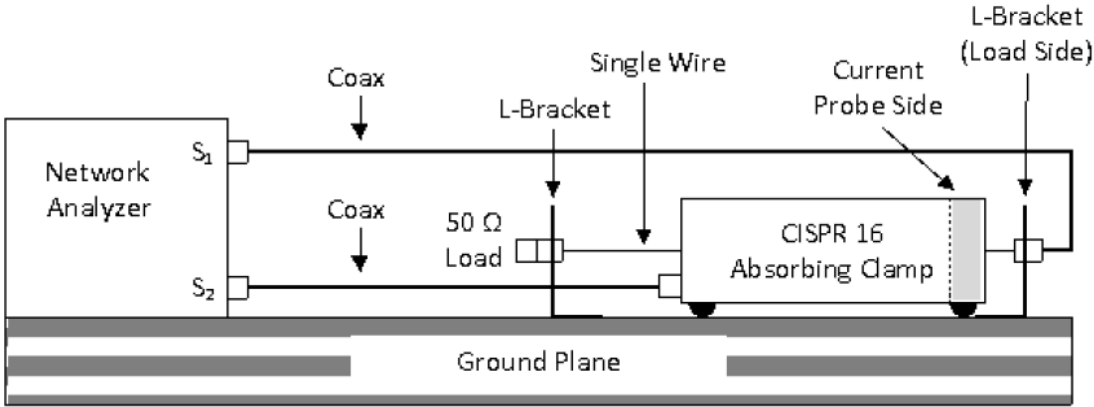 L-Bracket
(Load Side)
Single Wire
Current
Probe Side
Coax
L-Bracket
S1
Network
Analyzer
Coax
50 Ω
Load
CISPR 16
Absorbing Clamp
S2
Ground Plane